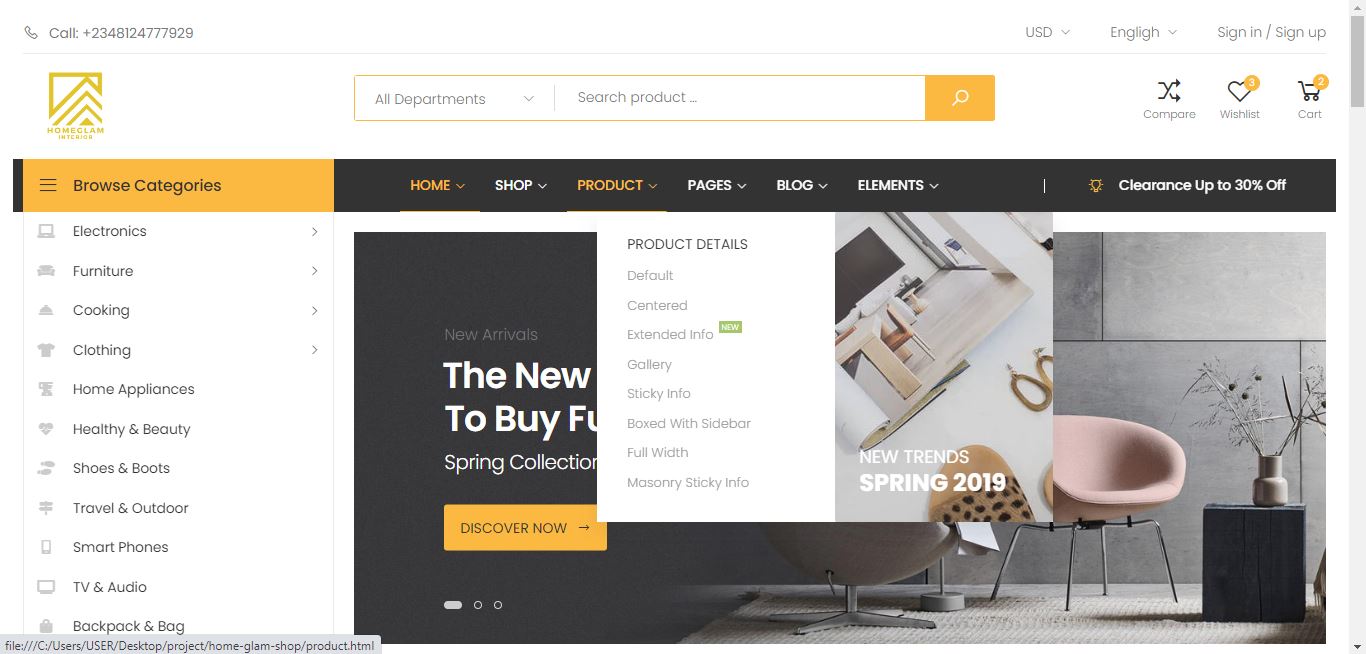 Call: +2348124777929
USD
Engligh
Sign in / Sign up
HOMEGLAM
INTERIOR
All Departments
Search product ...
Compare
3
Wishlist
2
Cart
Browse Categories
HOME
SHOP
PRODUCT
PAGES
BLOG
ELEMENTS
Clearance Up to 30% Off
Electronics
Furniture
Cooking
Clothing
Home Appliances
Healthy & Beauty
Shoes & Boots
Travel & Outdoor
Smart Phones
TV & Audio
Backpack & Bag
New Arrivals
The New
To Buy Fu
Spring Collection
DISCOVER NOW →
PRODUCT DETAILS
Default
Centered
Extended Info NEW
Gallery
Sticky Info
Boxed With Sidebar
Full Width
Masonry Sticky Info
NEW TRENDS
SPRING 2019
file:///C:/Users/USER/Desktop/project/home-glam-shop/product.html